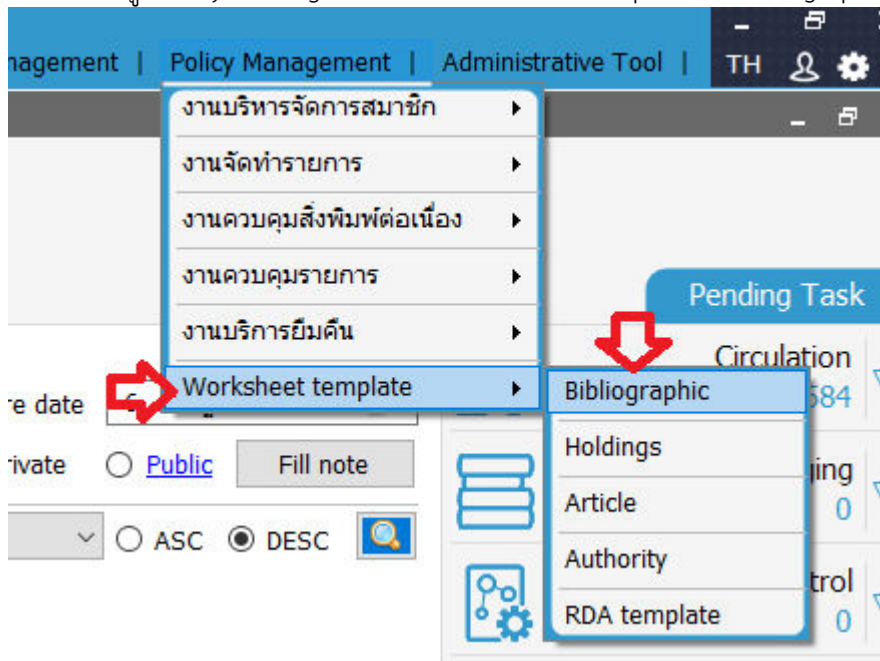 nagement | Policy Management | Administrative Tool | TH
งานบริหารจัดการสมาชิก
งานจัดทำรายการ
งานควบคุมสิ่งพิมพ์ต่อเนื่อง
งานควบคุมรายการ
งานบริการยืมคืน
Worksheet template
Bibliographic
Holdings
Article
Authority
RDA template
Pending Task
Circulation
584
ging
0
trol
0
re date
rivate Public Fill note
ASC DESC